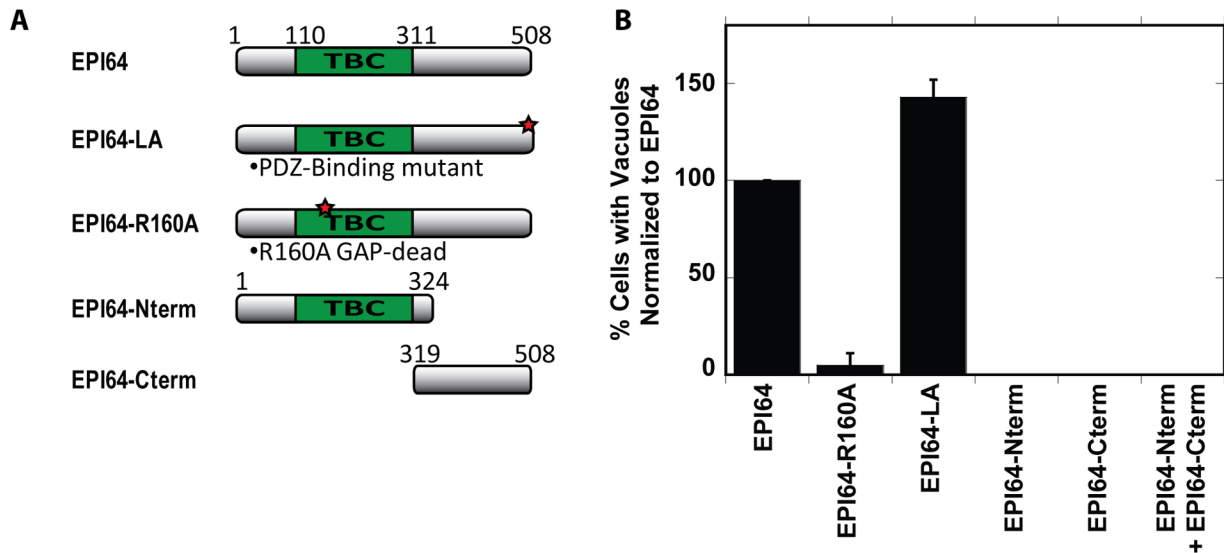 A
1 110 311 508
EPI64
TBC
EPI64-LA
TBC
•PDZ-Binding mutant
EPI64-R160A
TBC
•R160A GAP-dead
1 324
EPI64-Nterm
TBC
319 508
EPI64-Cterm
B
% Cells with Vacuoles
Normalized to EPI64
150
100
50
0
EPI64
EPI64-R160A
EPI64-LA
EPI64-Nterm
EPI64-Cterm
EPI64-Nterm
+ EPI64-Cterm